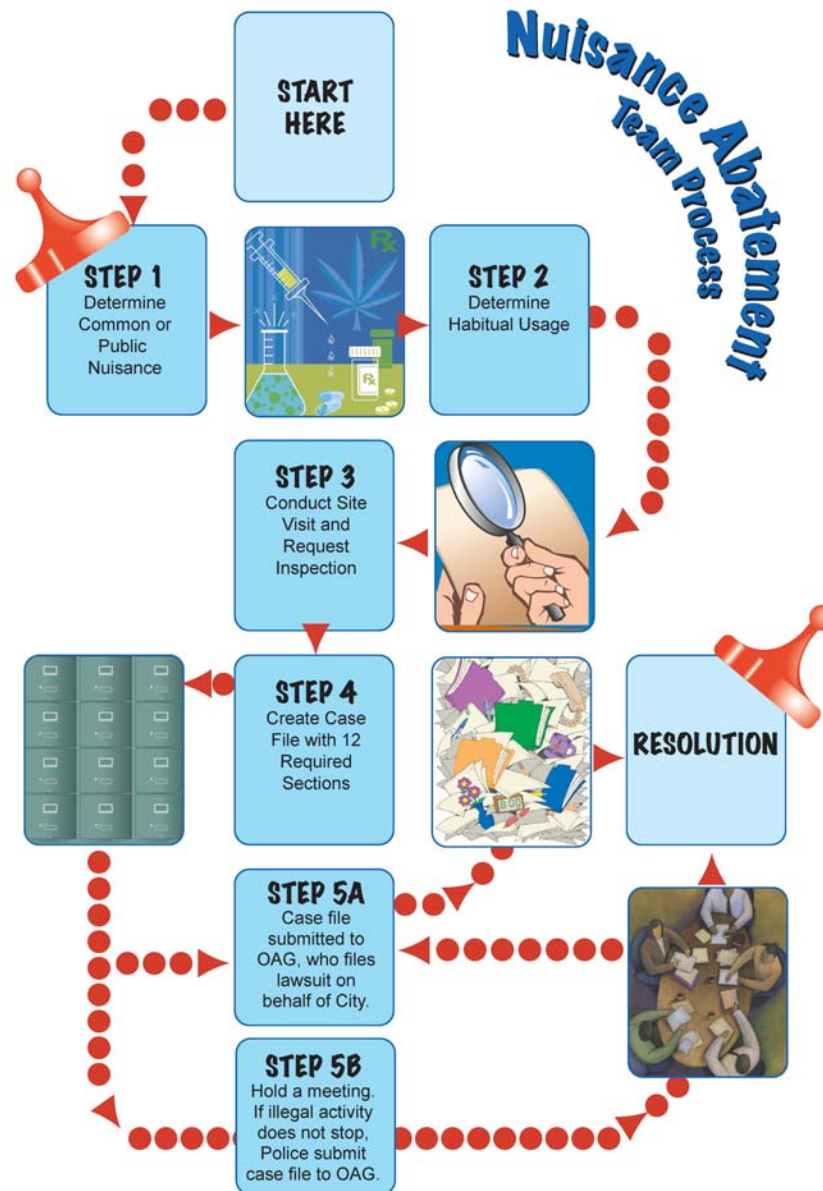 Nuisance Abatement
Team Process
START
HERE
STEP 1
Determine
Common or
Public
Nuisance
Rx
Rx
STEP 2
Determine
Habitual Usage
STEP 3
Conduct Site
Visit and
Request
Inspection
STEP 4
Create Case
File with 12
Required
Sections
8:00
RESOLUTION
STEP 5A
Case file
submitted to
OAG, who files
lawsuit on
behalf of City.
STEP 5B
Hold a meeting.
If illegal activity
does not stop,
Police submit
case file to OAG.